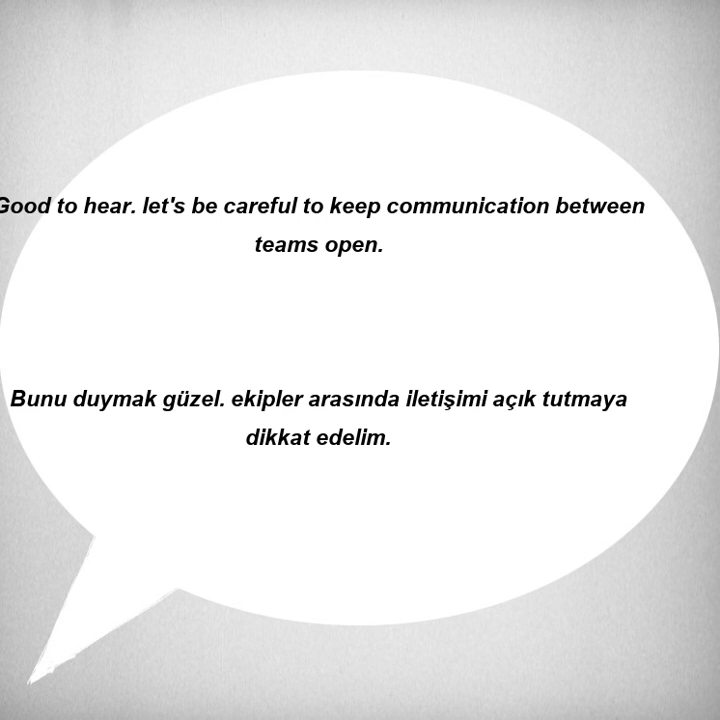 Good to hear. let's be careful to keep communication between
teams open.
Bunu duymak güzel. ekipler arasında iletişimi açık tutmaya
dikkat edelim.